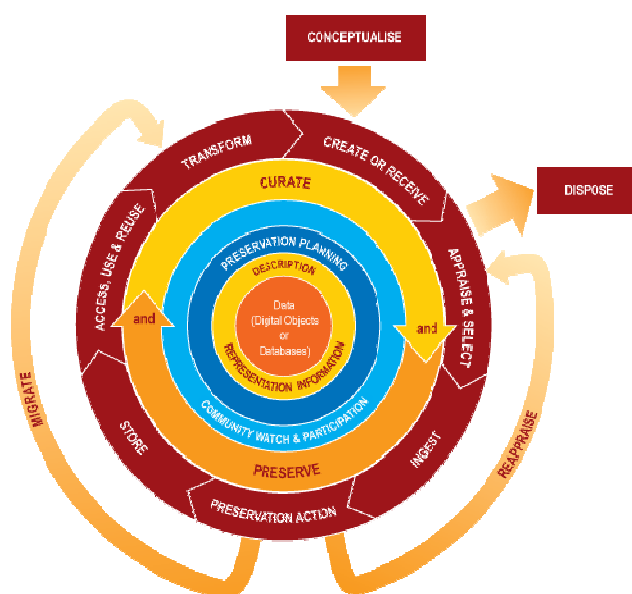 CONCEPTUALISE
TRANSFORM
CREATE OR RECEIVE
DISPOSE
CURATE
ACCESS, USE & REUSE
APPRAISE & SELECT
PRESERVATION PLANNING
DESCRIPTION
Data
(Digital Objects
or
Databases)
and
and
REPRESENTATION INFORMATION
COMMUNITY WATCH & PARTICIPATION
MIGRATE
STORE
INGEST
REAPPRAISE
PRESERVE
PRESERVATION ACTION